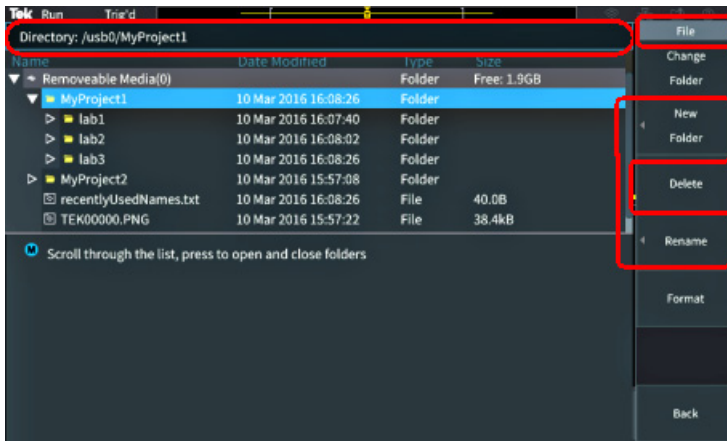 Tek Run Trig'd
Directory: /usb0/MyProject1
Name Date Modified Type Size
Removeable Media(0) Folder Free: 1.9GB
MyProject1 10 Mar 2016 16:08:26 Folder
lab1 10 Mar 2016 16:07:40 Folder
lab2 10 Mar 2016 16:08:02 Folder
lab3 10 Mar 2016 16:08:26 Folder
MyProject2 10 Mar 2016 15:57:08 Folder
recentlyUsedNames.txt 10 Mar 2016 16:08:26 File 40.0B
TEK00000.PNG 10 Mar 2016 15:57:22 File 38.4kB
M Scroll through the list, press to open and close folders
File
Change
Folder
New
Folder
Delete
Rename
Format
Back